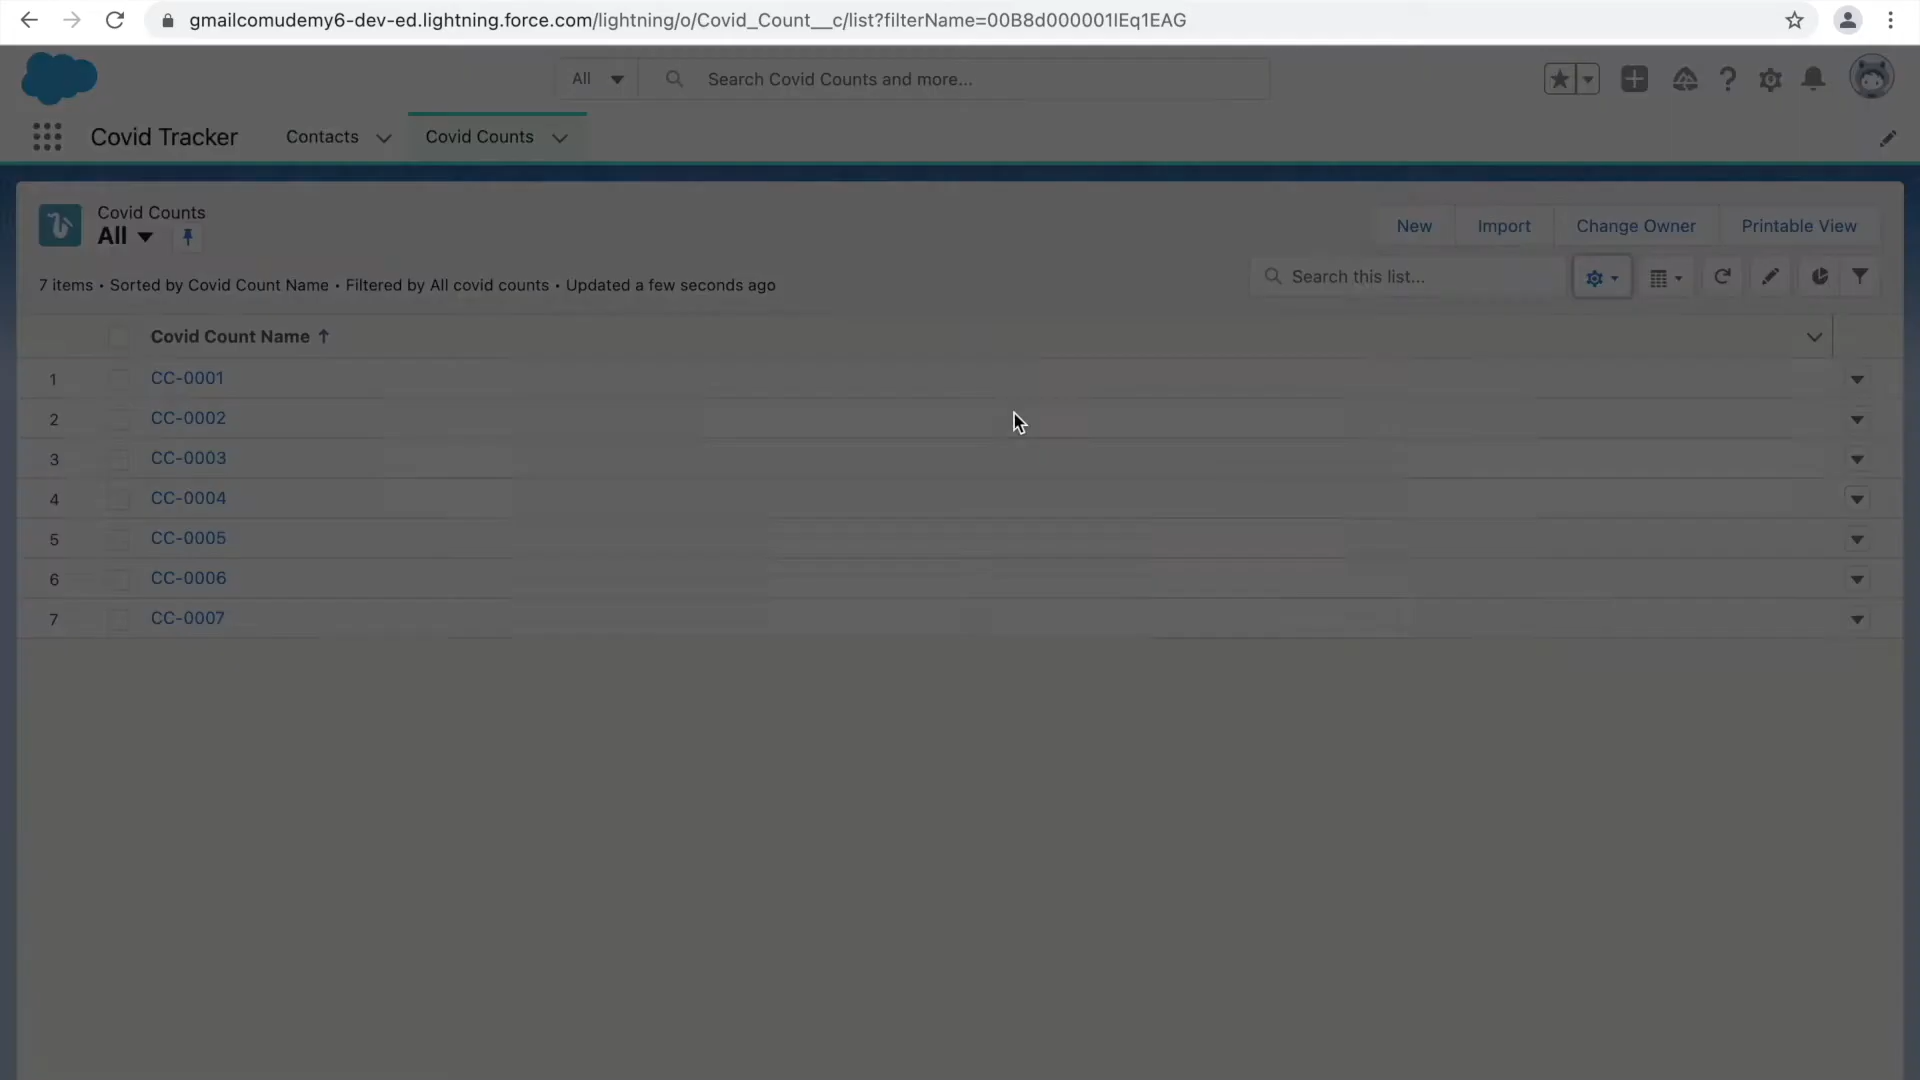 gmailcomudemy6-dev-ed.lightning.force.com/lightning/o/Covid_Count__c/list?filterName=00B8d000001lEq1EAG
All
Search Covid Counts and more...
Covid Tracker
Contacts
Covid Counts
Covid Counts
All
New
Import
Change Owner
Printable View
7 items • Sorted by Covid Count Name • Filtered by All covid counts • Updated a few seconds ago
Search this list...
Covid Count Name ↑
1 CC-0001
2 CC-0002
3 CC-0003
4 CC-0004
5 CC-0005
6 CC-0006
7 CC-0007